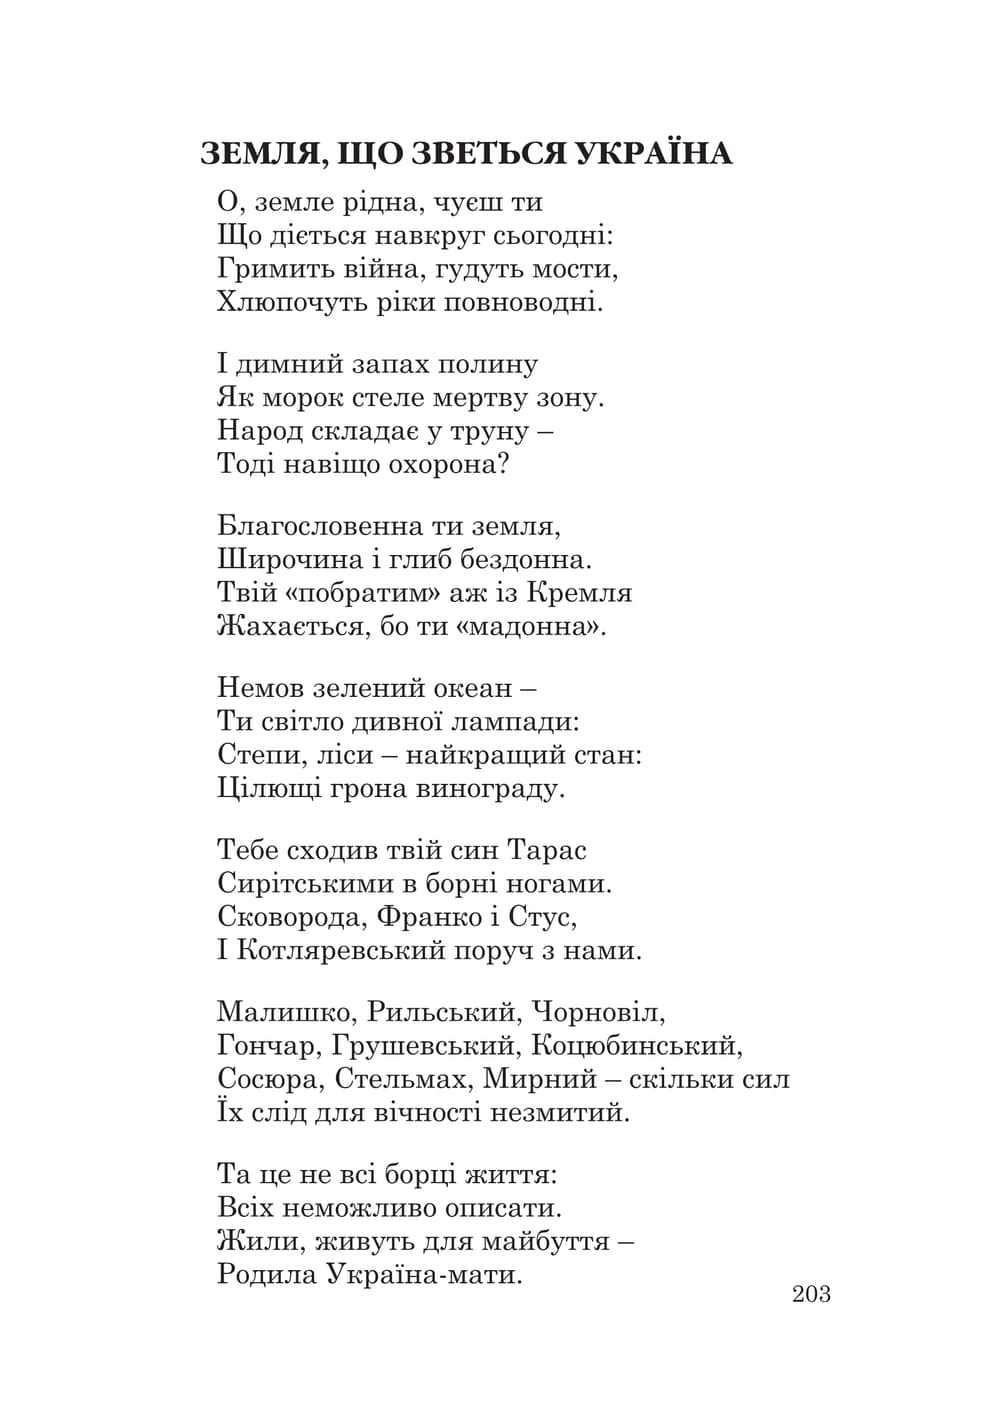 ЗЕМЛЯ, ЩО ЗВЕТЬСЯ УКРАЇНА
О, земле рідна, чуєш ти
Що діється навкруг сьогодні:
Гримить війна, гудуть мости,
Хлюпочуть ріки повноводні.
І димний запах полину
Як морок стеле мертву зону.
Народ складає у труну –
Тоді навіщо охорона?
Благословенна ти земля,
Широчина і глиб бездонна.
Твій «побратим» аж із Кремля
Жахається, бо ти «мадонна».
Немов зелений океан –
Ти світло дивної лампади:
Степи, ліси – найкращий стан:
Цілющі грона винограду.
Тебе сходив твій син Тарас
Сирітськими в борні ногами.
Сковорода, Франко і Стус,
І Котляревський поруч з нами.
Малишко, Рильський, Чорновіл,
Гончар, Грушевський, Коцюбинський,
Сосюра, Стельмах, Мирний – скільки сил
Їх слід для вічності незмитий.
Та це не всі борці життя:
Всіх неможливо описати.
Жили, живуть для майбуття –
Родила Україна-мати.
203